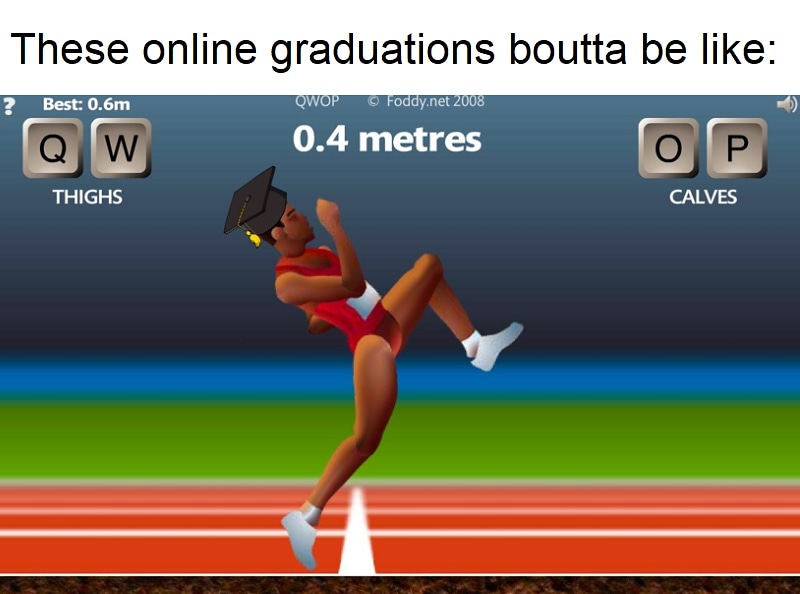 These online graduations boutta be like:
? Best: 0.6m QWOP © Foddy.net 2008
0.4 metres
Q W O P
THIGHS CALVES